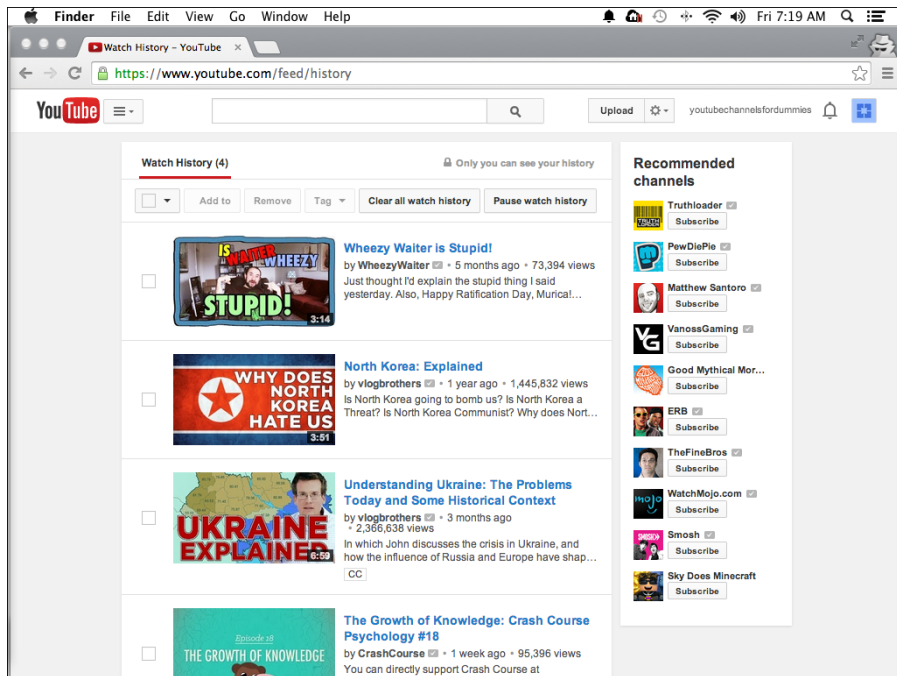 Finder File Edit View Go Window Help Fri 7:19 AM
Watch History – YouTube ×
https://www.youtube.com/feed/history
YouTube Upload youtubechannelsfordummies
Watch History (4) Only you can see your history
Add to Remove Tag Clear all watch history Pause watch history
IS WAITER WHEEZY STUPID!
3:14
Wheezy Waiter is Stupid!
by WheezyWaiter • 5 months ago • 73,394 views
Just thought I'd explain the stupid thing I said
yesterday. Also, Happy Ratification Day, Murica!...
WHY DOES
NORTH
KOREA
HATE US
3:51
North Korea: Explained
by vlogbrothers • 1 year ago • 1,445,832 views
Is North Korea going to bomb us? Is North Korea a
Threat? Is North Korea Communist? Why does Nort...
UKRAINE
EXPLAINED
6:59
Understanding Ukraine: The Problems
Today and Some Historical Context
by vlogbrothers • 3 months ago
• 2,366,638 views
In which John discusses the crisis in Ukraine, and
how the influence of Russia and Europe have shap...
CC
Episode 18
THE GROWTH OF KNOWLEDGE
The Growth of Knowledge: Crash Course
Psychology #18
by CrashCourse • 1 week ago • 95,396 views
You can directly support Crash Course at
Recommended
channels
TRUTH LOADER
Truthloader
Subscribe
PewDiePie
Subscribe
Matthew Santoro
Subscribe
VG
VanossGaming
Subscribe
Good Mythical Mor...
Subscribe
ERB
Subscribe
TheFineBros
Subscribe
mojo
WatchMojo.com
Subscribe
SMOSH
Smosh
Subscribe
Sky Does Minecraft
Subscribe